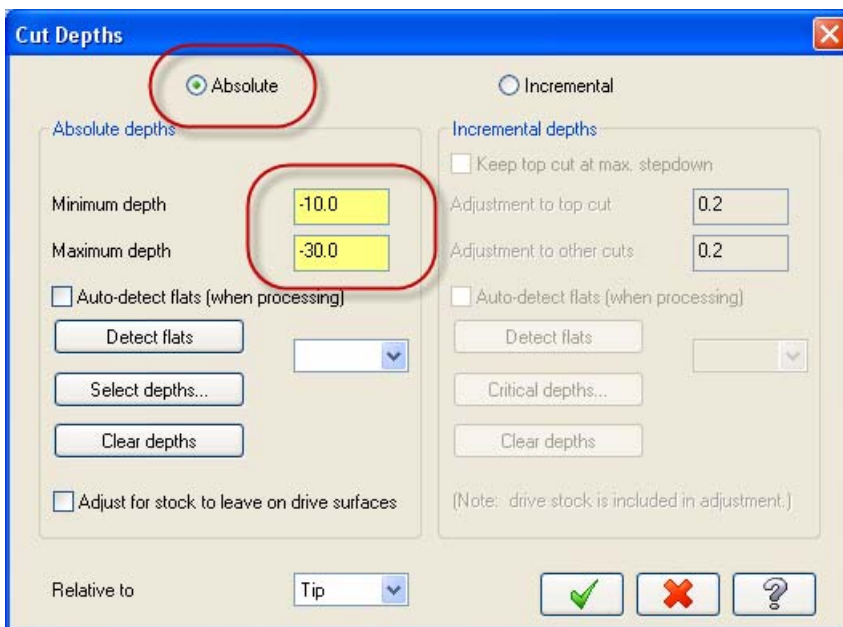 Cut Depths
Absolute
Incremental
Absolute depths
Minimum depth -10.0
Maximum depth -30.0
Auto-detect flats (when processing)
Detect flats
Select depths...
Clear depths
Adjust for stock to leave on drive surfaces
Incremental depths
Keep top cut at max. stepdown
Adjustment to top cut 0.2
Adjustment to other cuts 0.2
Auto-detect flats (when processing)
Detect flats
Critical depths...
Clear depths
(Note: drive stock is included in adjustment.)
Relative to Tip